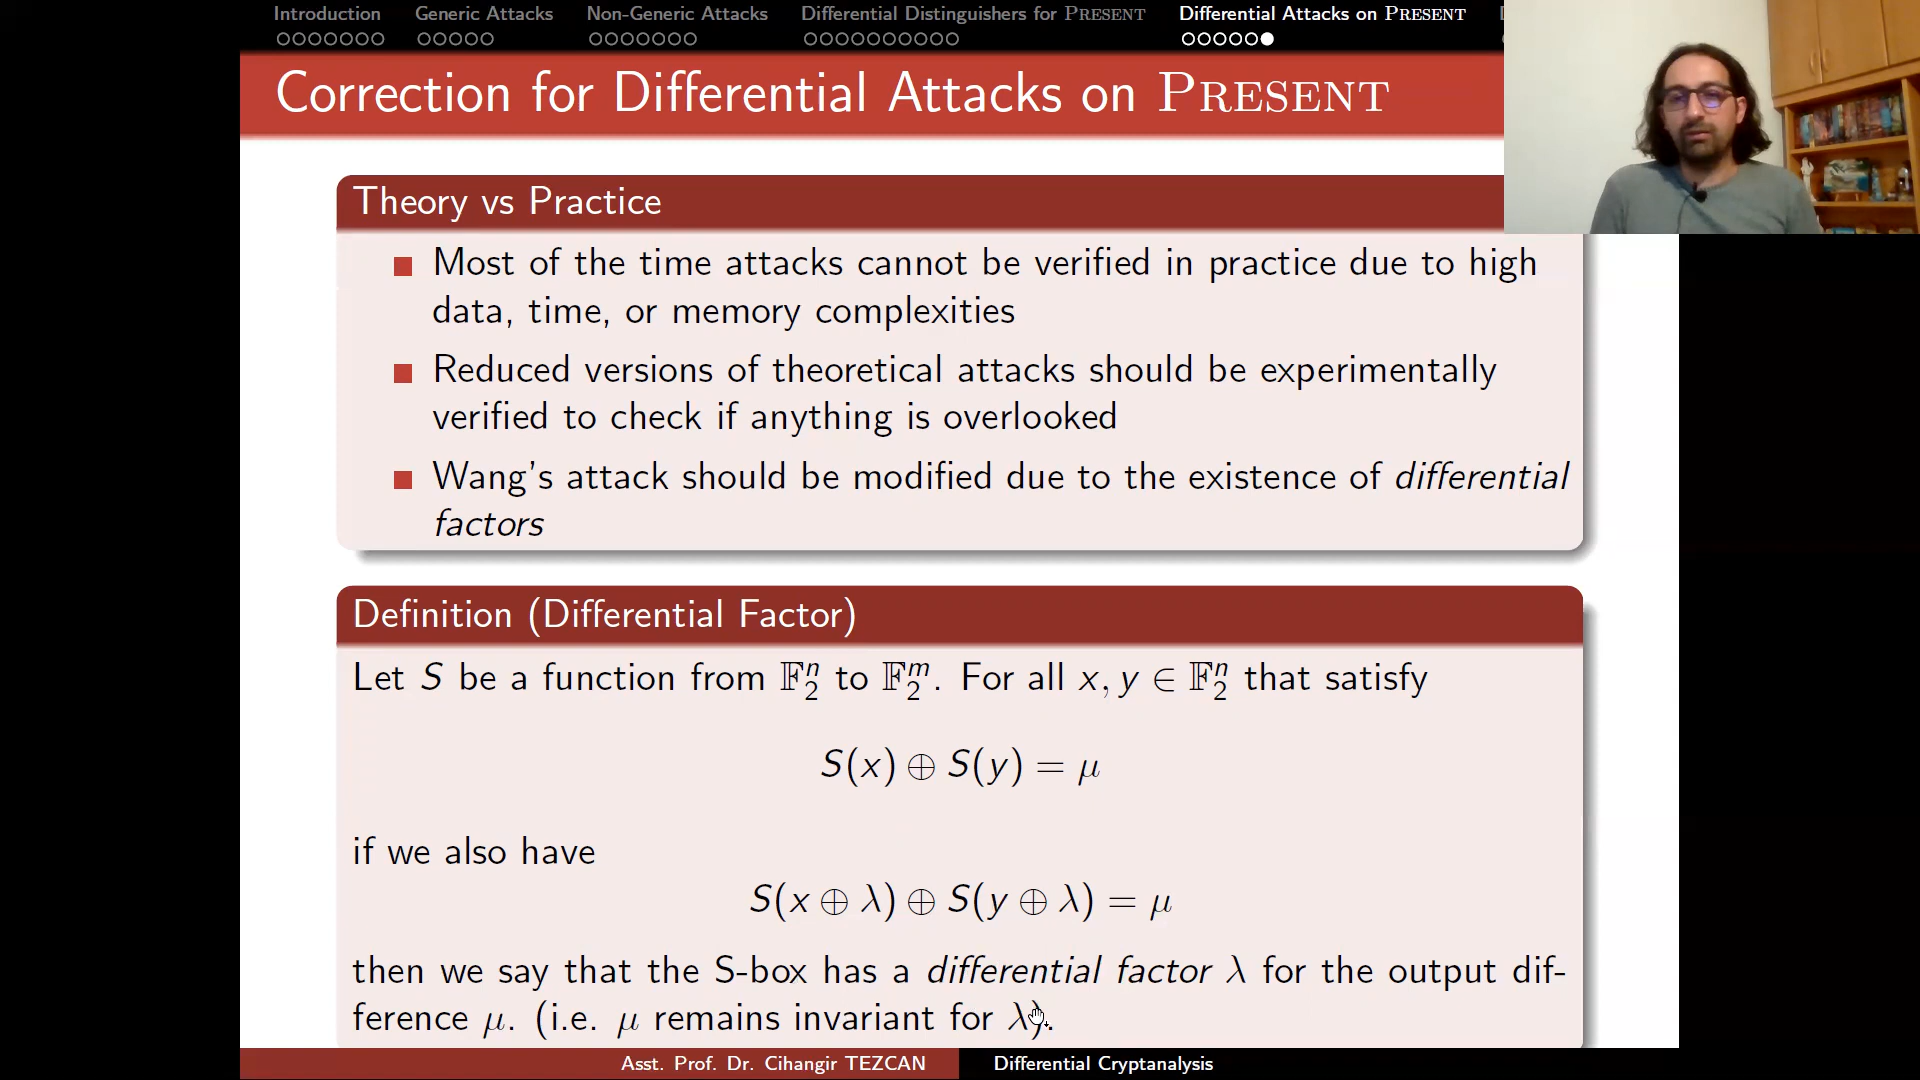 Introduction Generic Attacks Non-Generic Attacks Differential Distinguishers for PRESENT Differential Attacks on PRESENT
Correction for Differential Attacks on PRESENT
Theory vs Practice
Most of the time attacks cannot be verified in practice due to high
data, time, or memory complexities
Reduced versions of theoretical attacks should be experimentally
verified to check if anything is overlooked
Wang's attack should be modified due to the existence of differential
factors
Definition (Differential Factor)
Let S be a function from 𝔽₂ⁿ to 𝔽₂ᵐ. For all x, y ∈ 𝔽₂ⁿ that satisfy
S(x) ⊕ S(y) = μ
if we also have
S(x ⊕ λ) ⊕ S(y ⊕ λ) = μ
then we say that the S-box has a differential factor λ for the output dif-
ference μ. (i.e. μ remains invariant for λ).
Asst. Prof. Dr. Cihangir TEZCAN Differential Cryptanalysis